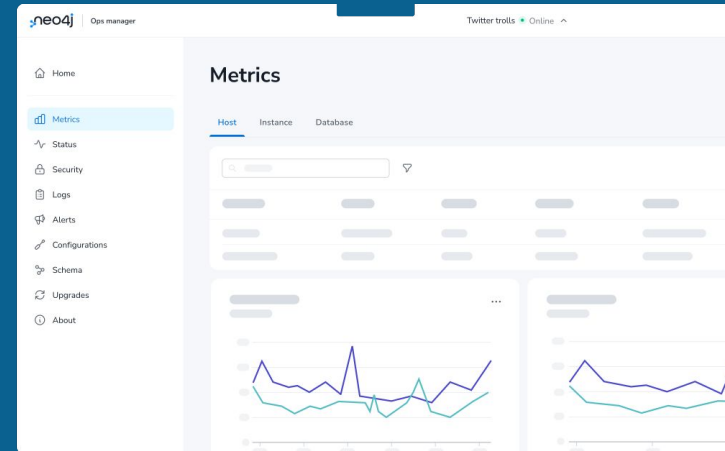 neo4j Ops manager
Twitter trolls Online
Home
Metrics
Status
Security
Logs
Alerts
Configurations
Schema
Upgrades
About
Metrics
Host Instance Database